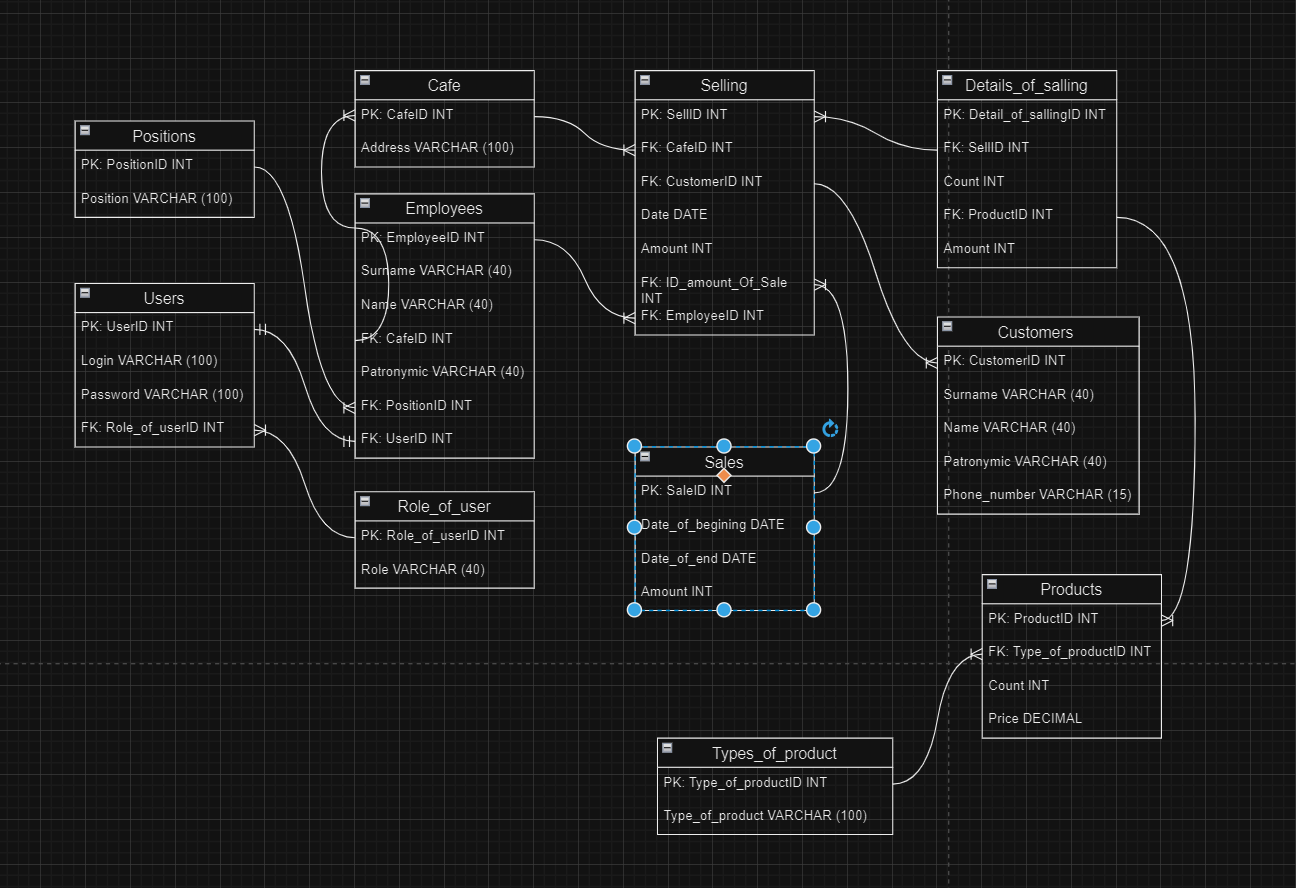 Positions
PK: PositionID INT
Position VARCHAR (100)
Users
PK: UserID INT
Login VARCHAR (100)
Password VARCHAR (100)
FK: Role_of_userID INT
Cafe
PK: CafeID INT
Address VARCHAR (100)
Employees
PK: EmployeeID INT
Surname VARCHAR (40)
Name VARCHAR (40)
FK: CafeID INT
Patronymic VARCHAR (40)
FK: PositionID INT
FK: UserID INT
Role_of_user
PK: Role_of_userID INT
Role VARCHAR (40)
Selling
PK: SellID INT
FK: CafeID INT
FK: CustomerID INT
Date DATE
Amount INT
FK: ID_amount_Of_Sale
INT
FK: EmployeeID INT
Sales
PK: SaleID INT
Date_of_begining DATE
Date_of_end DATE
Amount INT
Details_of_salling
PK: Detail_of_sallingID INT
FK: SellID INT
Count INT
FK: ProductID INT
Amount INT
Customers
PK: CustomerID INT
Surname VARCHAR (40)
Name VARCHAR (40)
Patronymic VARCHAR (40)
Phone_number VARCHAR (15)
Products
PK: ProductID INT
FK: Type_of_productID INT
Count INT
Price DECIMAL
Types_of_product
PK: Type_of_productID INT
Type_of_product VARCHAR (100)